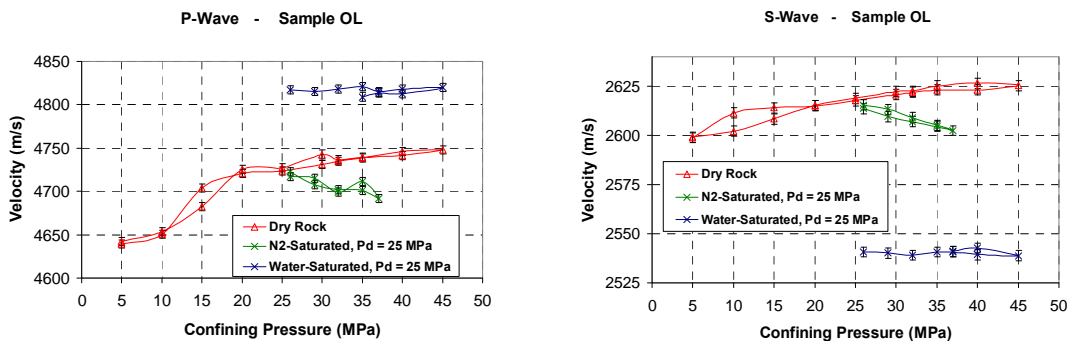 P-Wave - Sample OL
4850
4800
4750
4700
4650
4600
Velocity (m/s)
Dry Rock
N2-Saturated, Pd = 25 MPa
Water-Saturated, Pd = 25 MPa
0 5 10 15 20 25 30 35 40 45 50
Confining Pressure (MPa)
S-Wave - Sample OL
2625
2600
2575
2550
2525
Velocity (m/s)
Dry Rock
N2-Saturated, Pd = 25 MPa
Water-Saturated, Pd = 25 MPa
0 5 10 15 20 25 30 35 40 45 50
Confining Pressure (MPa)